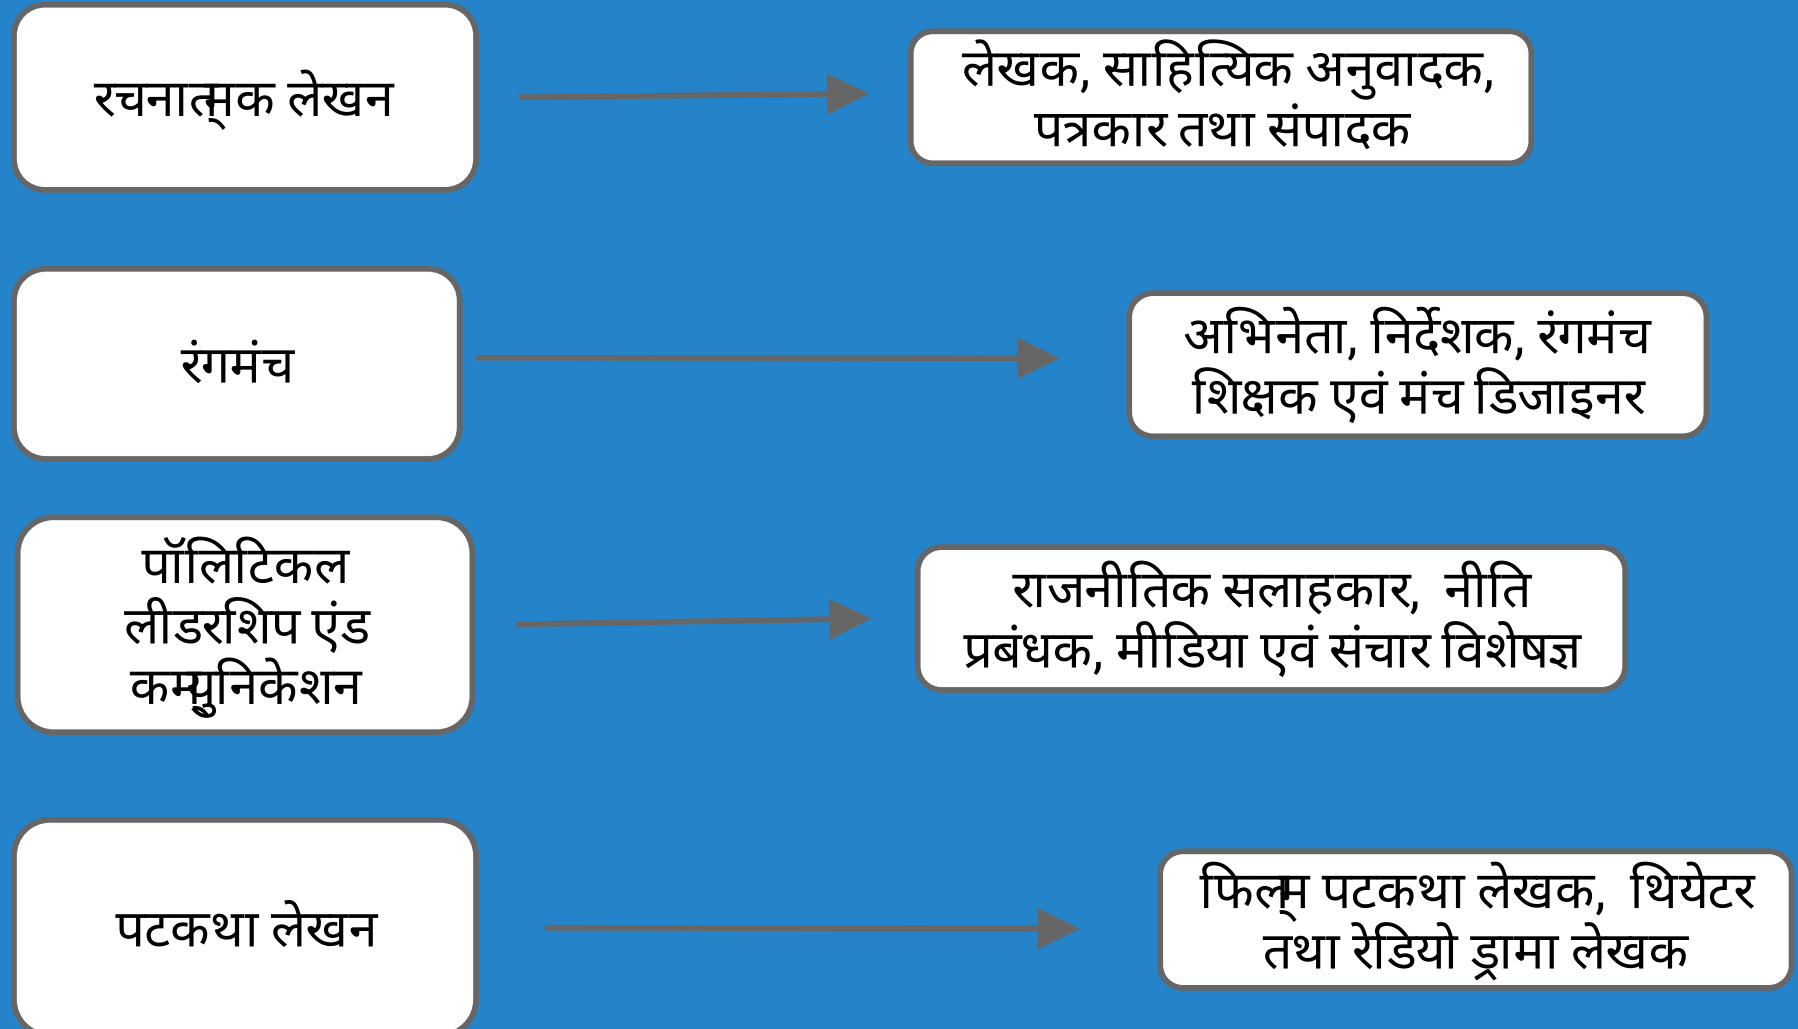 रचनात्मक लेखन
लेखक, साहित्यिक अनुवादक,
पत्रकार तथा संपादक
रंगमंच
अभिनेता, निर्देशक, रंगमंच
शिक्षक एवं मंच डिजाइनर
पॉलिटिकल
लीडरशिप एंड
कम्युनिकेशन
राजनीतिक सलाहकार, नीति
प्रबंधक, मीडिया एवं संचार विशेषज्ञ
पटकथा लेखन
फिल्म पटकथा लेखक, थियेटर
तथा रेडियो ड्रामा लेखक